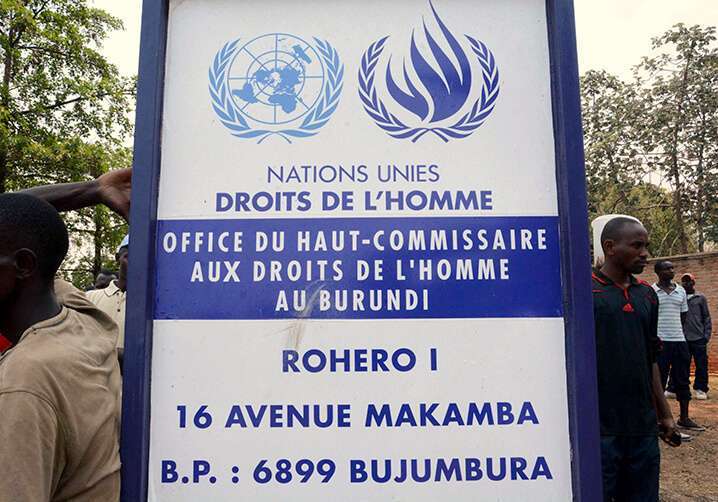 NATIONS UNIES
DROITS DE L'HOMME
OFFICE DU HAUT-COMMISSAIRE
AUX DROITS DE L'HOMME
AU BURUNDI
ROHERO I
16 AVENUE MAKAMBA
B.P. : 6899 BUJUMBURA